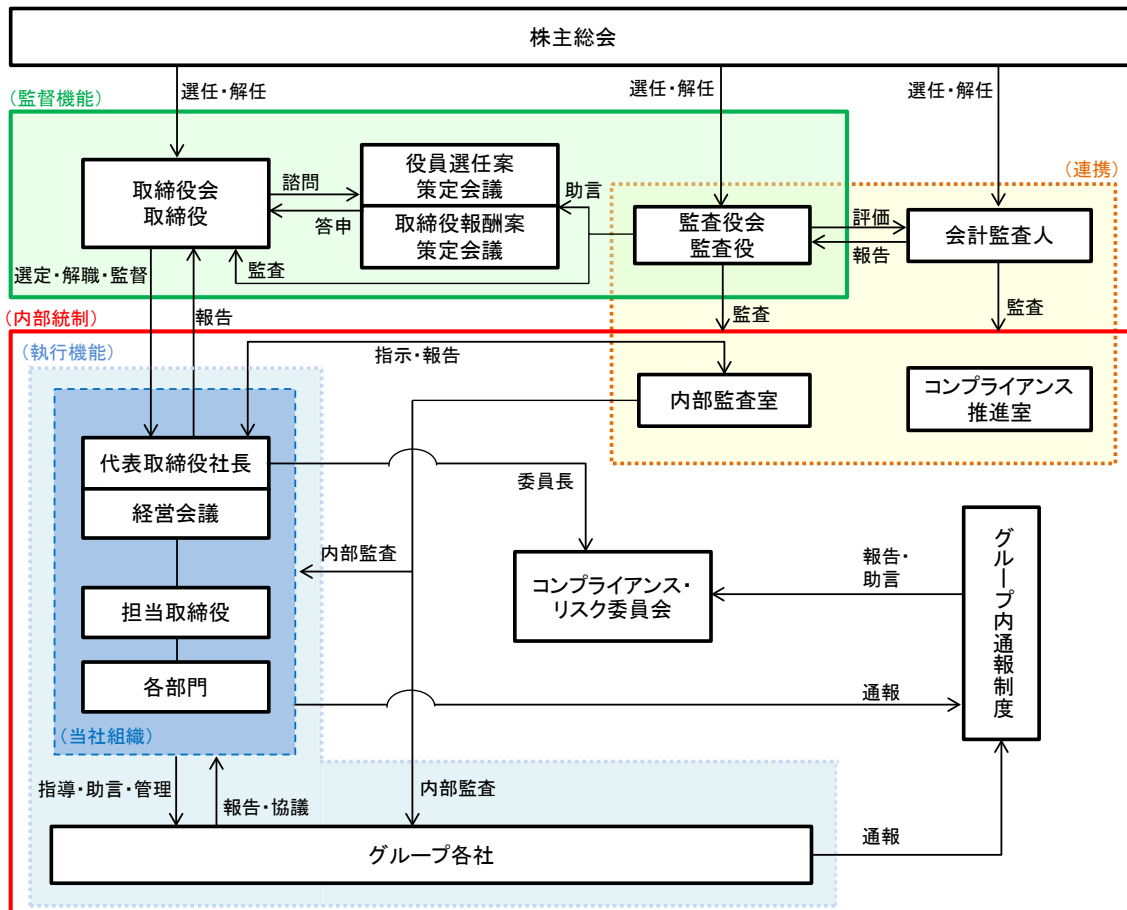 株主総会
選任・解任
選任・解任
選任・解任
（監督機能）
取締役会
取締役
諮問
答申
役員選任案
策定会議
取締役報酬案
策定会議
助言
監査
（連携）
監査役会
監査役
評価
報告
会計監査人
選定・解職・監督
報告
監査
監査
（内部統制）
（執行機能）
指示・報告
内部監査室
コンプライアンス
推進室
代表取締役社長
経営会議
委員長
内部監査
担当取締役
各部門
（当社組織）
コンプライアンス・
リスク委員会
報告・
助言
グループ内通報制度
通報
指導・助言・管理
報告・協議
内部監査
グループ各社
通報